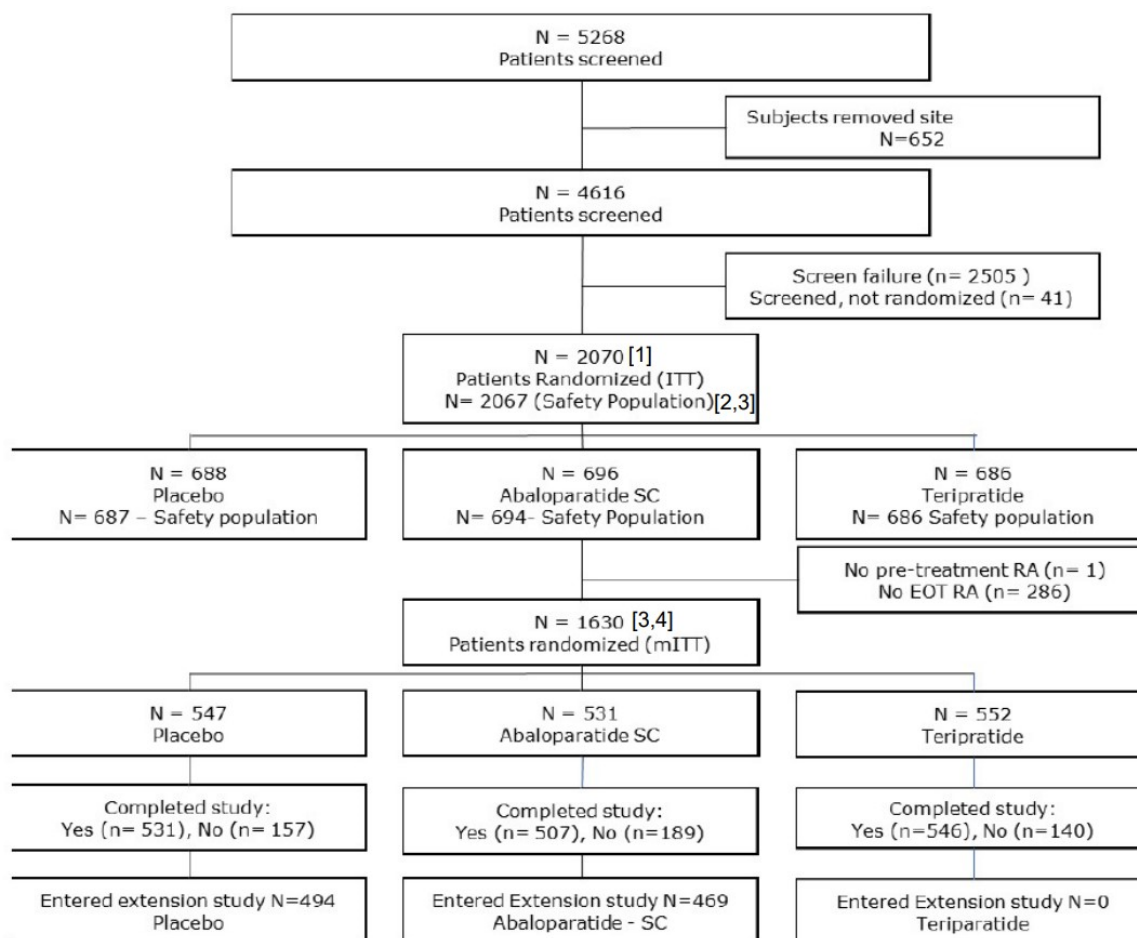 N = 5268
Patients screened
Subjects removed site
N=652
N = 4616
Patients screened
Screen failure (n= 2505 )
Screened, not randomized (n= 41)
N = 2070 [1]
Patients Randomized (ITT)
N= 2067 (Safety Population)[2,3]
N = 688
Placebo
N= 687 – Safety population
N = 696
Abaloparatide SC
N= 694- Safety Population
N = 686
Teripratide
N= 686 Safety population
No pre-treatment RA (n= 1)
No EOT RA (n= 286)
N = 1630 [3,4]
Patients randomized (mITT)
N = 547
Placebo
N = 531
Abaloparatide SC
N = 552
Teripratide
Completed study:
Yes (n= 531), No (n= 157)
Completed study:
Yes (n= 507), No (n=189)
Completed study:
Yes (n=546), No (n=140)
Entered extension study N=494
Placebo
Entered Extension study N=469
Abaloparatide - SC
Entered Extension study N=0
Teriparatide